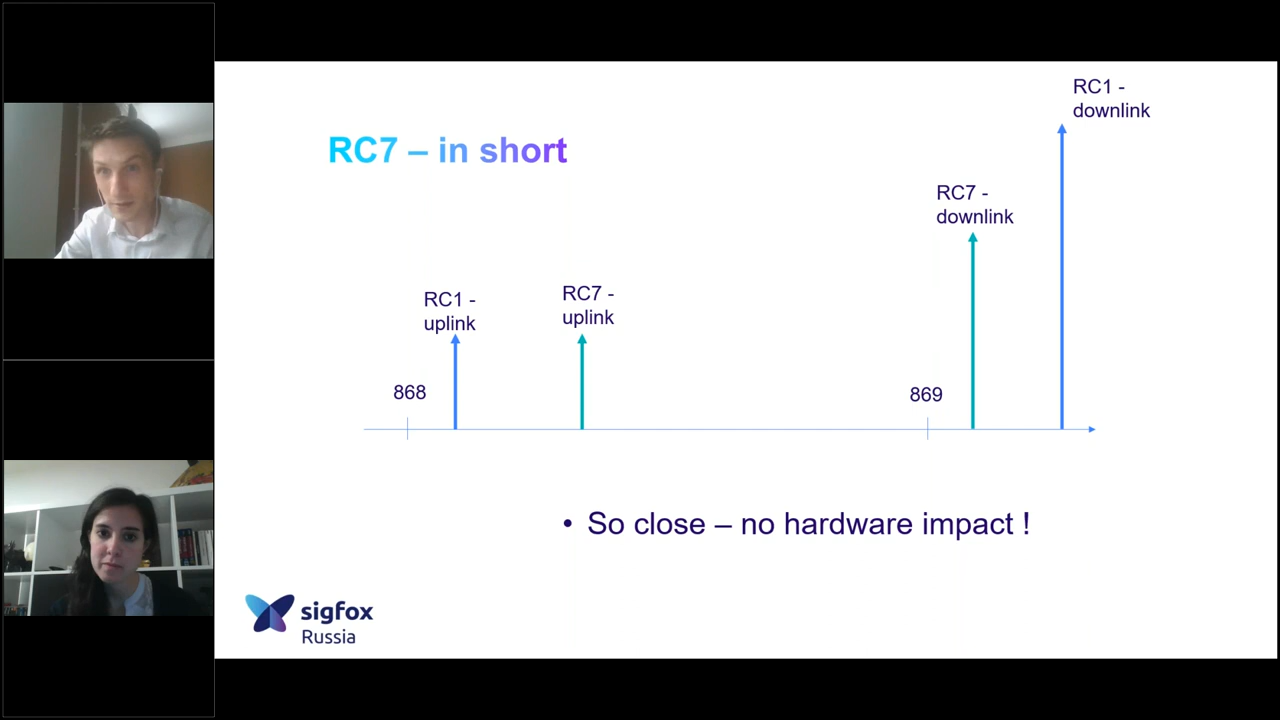 RC7 – in short
RC1 -
downlink
RC7 -
downlink
RC1 -
uplink
RC7 -
uplink
868
869
• So close – no hardware impact !
sigfox
Russia